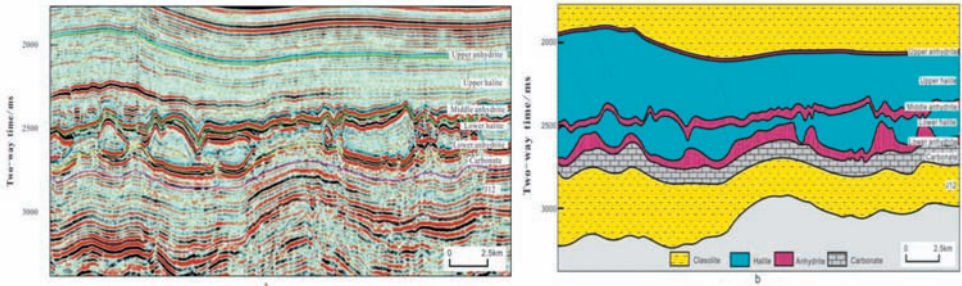 Two-way time/ms
2000
2500
3000
Upper anhydrite
Upper halite
Middle anhydrite
Lower halite
Lower anhydrite
Carbonate
J12
0 2.5km
a
Two-way time/ms
2000
2500
3000
Upper anhydrite
Upper halite
Middle anhydrite
Lower halite
Lower anhydrite
Carbonate
J12
Clasolite
Halite
Anhydrite
Carbonate
0 2.5km
b